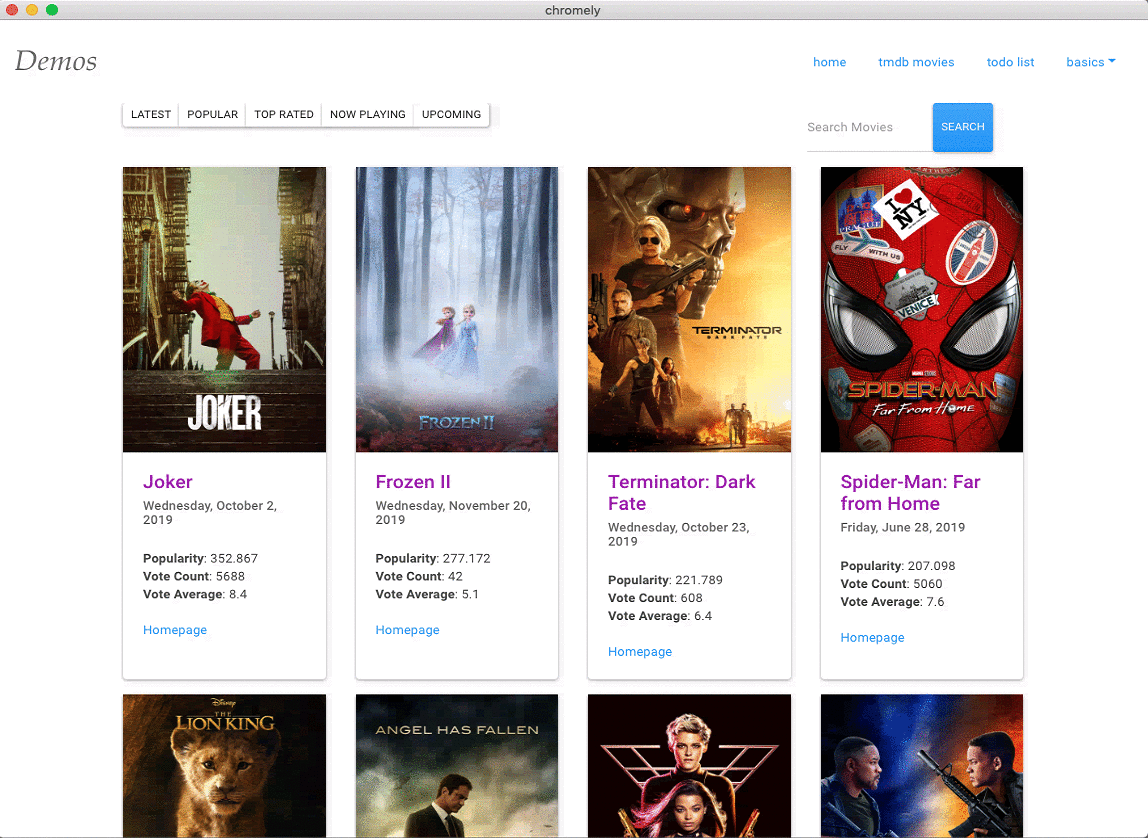 chromely
Demos
home tmdb movies todo list basics
LATEST POPULAR TOP RATED NOW PLAYING UPCOMING
Search Movies SEARCH
JOKER
FROZEN II
TERMINATOR
DARK FATE
I NY
PRAGUE
FLY WITH US
VENICE
SPIDER-MAN
Far From Home
Joker
Wednesday, October 2,
2019
Popularity: 352.867
Vote Count: 5688
Vote Average: 8.4
Homepage
Frozen II
Wednesday, November 20,
2019
Popularity: 277.172
Vote Count: 42
Vote Average: 5.1
Homepage
Terminator: Dark
Fate
Wednesday, October 23,
2019
Popularity: 221.789
Vote Count: 608
Vote Average: 6.4
Homepage
Spider-Man: Far
from Home
Friday, June 28, 2019
Popularity: 207.098
Vote Count: 5060
Vote Average: 7.6
Homepage
Disney
THE
LION KING
ANGEL HAS FALLEN